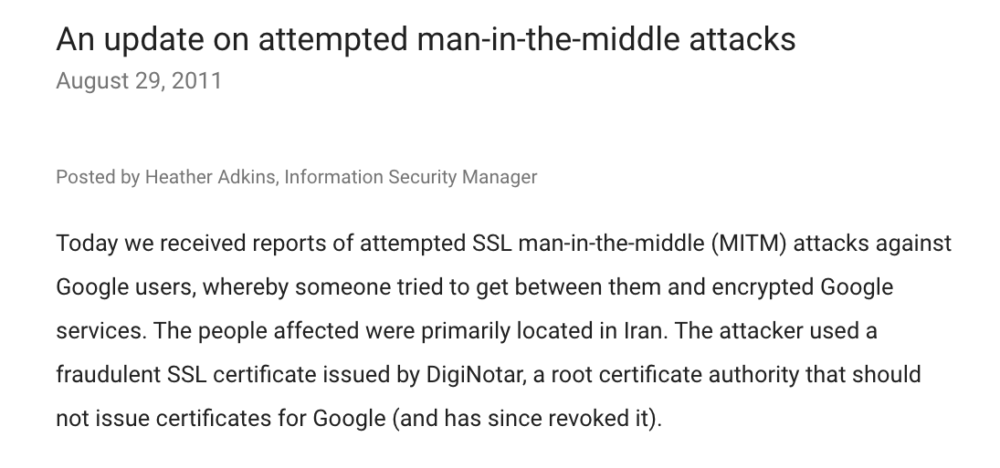 An update on attempted man-in-the-middle attacks
August 29, 2011
Posted by Heather Adkins, Information Security Manager
Today we received reports of attempted SSL man-in-the-middle (MITM) attacks against
Google users, whereby someone tried to get between them and encrypted Google
services. The people affected were primarily located in Iran. The attacker used a
fraudulent SSL certificate issued by DigiNotar, a root certificate authority that should
not issue certificates for Google (and has since revoked it).